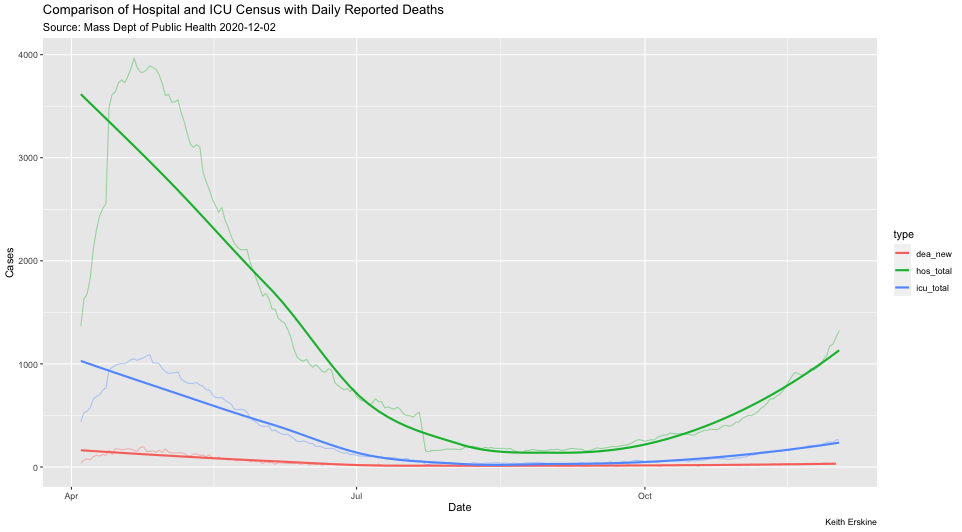 Comparison of Hospital and ICU Census with Daily Reported Deaths
Source: Mass Dept of Public Health 2020-12-02
4000
3000
2000
1000
0
Cases
Apr
Jul
Oct
Date
type
dea_new
hos_total
icu_total
Keith Erskine